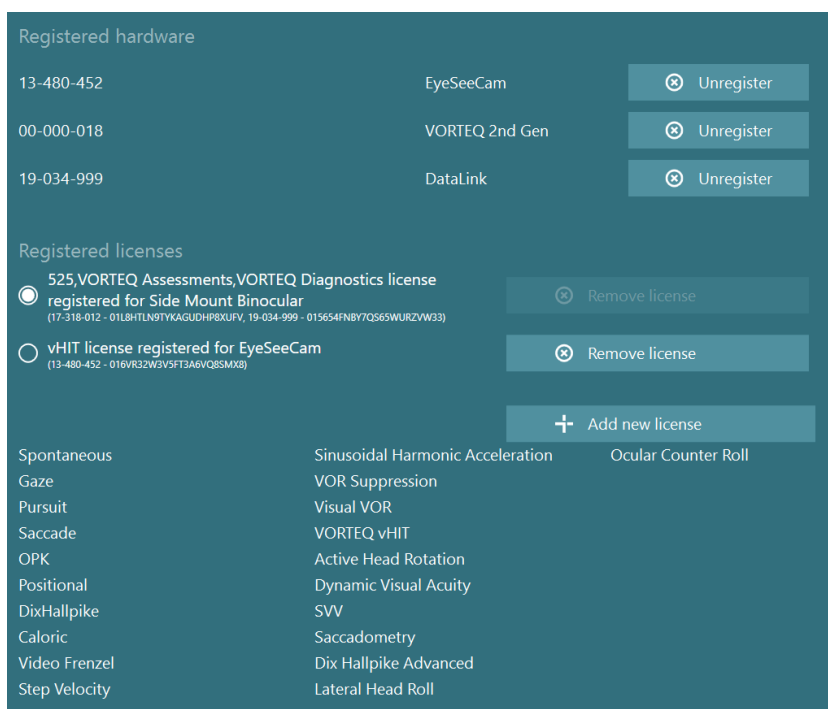 Registered hardware
13-480-452 EyeSeeCam Unregister
00-000-018 VORTEQ 2nd Gen Unregister
19-034-999 DataLink Unregister
Registered licenses
525,VORTEQ Assessments,VORTEQ Diagnostics license
registered for Side Mount Binocular
(17-318-012 - 01L8HTLN9TYKAGUDHP8XUFV, 19-034-999 - 015654FNBY7QS65WURZVW33)
Remove license
vHIT license registered for EyeSeeCam
(13-480-452 - 016VR32W3V5FT3A6VQ8SMX8)
Remove license
Add new license
Spontaneous Sinusoidal Harmonic Acceleration Ocular Counter Roll
Gaze VOR Suppression
Pursuit Visual VOR
Saccade VORTEQ vHIT
OPK Active Head Rotation
Positional Dynamic Visual Acuity
DixHallpike SVV
Caloric Saccadometry
Video Frenzel Dix Hallpike Advanced
Step Velocity Lateral Head Roll